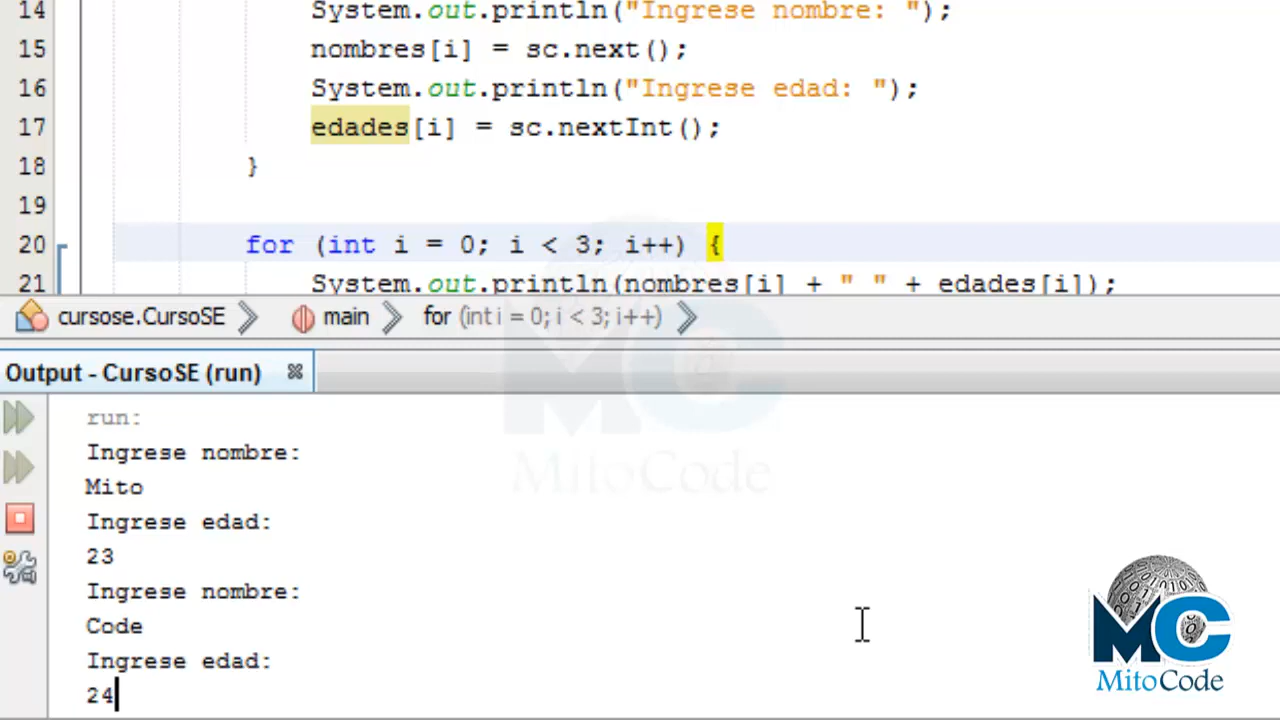 14 System.out.println("Ingrese nombre: ");
15 nombres[i] = sc.next();
16 System.out.println("Ingrese edad: ");
17 edades[i] = sc.nextInt();
18 }
19
20 for (int i = 0; i < 3; i++) {
21 System.out.println(nombres[i] + " " + edades[i]);
cursose.CursoSE main for (int i = 0; i < 3; i++)
Output - CursoSE (run)
run:
Ingrese nombre:
Mito
Ingrese edad:
23
Ingrese nombre:
Code
Ingrese edad:
24
MC
MitoCode
MC
MitoCode